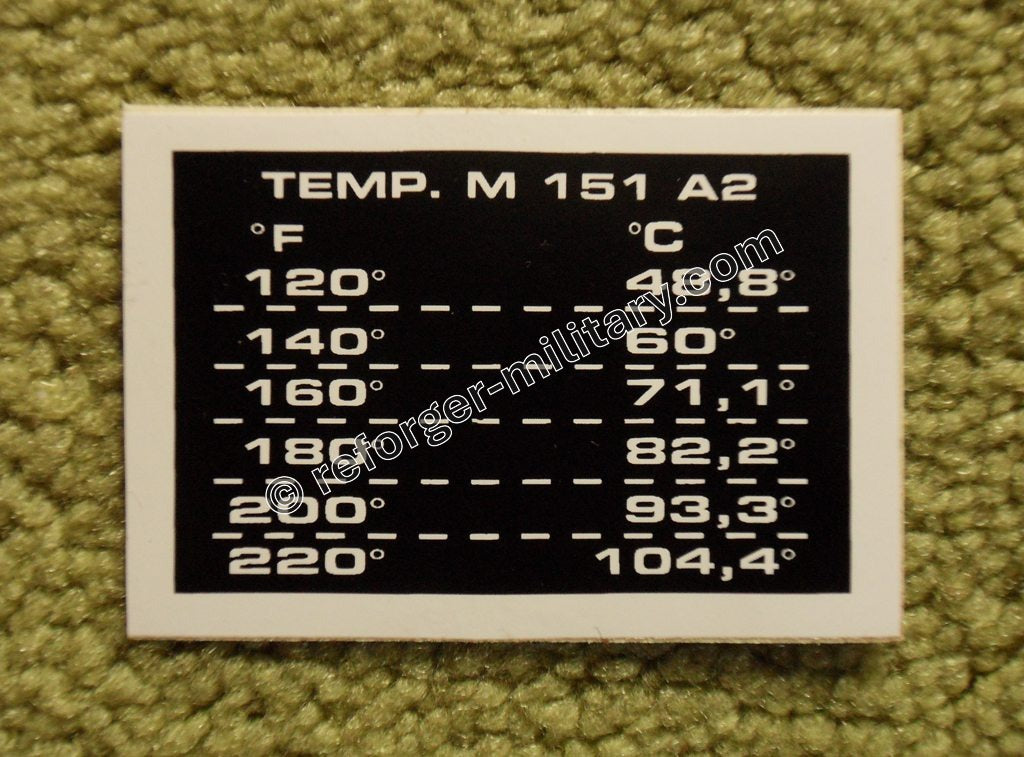 TEMP. M 151 A2
°F °C
120° 48,8°
140° 60°
160° 71,1°
180° 82,2°
200° 93,3°
220° 104,4°
© reforger-military.com